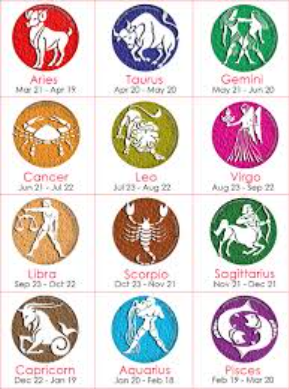 Aries
Mar 21 - Apr 19
Taurus
Apr 20 - May 20
Gemini
May 21 - Jun 20
Cancer
Jun 21 - Jul 22
Leo
Jul 23 - Aug 22
Virgo
Aug 23 - Sep 22
Libra
Sep 23 - Oct 22
Scorpio
Oct 23 - Nov 21
Sagittarius
Nov 21 - Dec 21
Capricorn
Dec 22 - Jan 19
Aquarius
Jan 20 - Feb 18
Pisces
Feb 19 - Mar 20